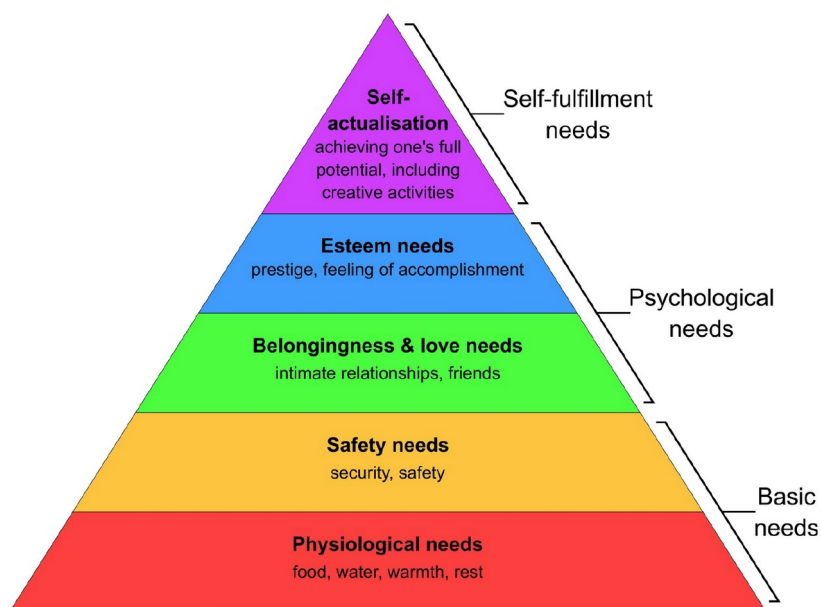 Self-
actualisation
achieving one's full
potential, including
creative activities
Self-fulfillment
needs
Esteem needs
prestige, feeling of accomplishment
Belongingness & love needs
intimate relationships, friends
Psychological
needs
Safety needs
security, safety
Physiological needs
food, water, warmth, rest
Basic
needs